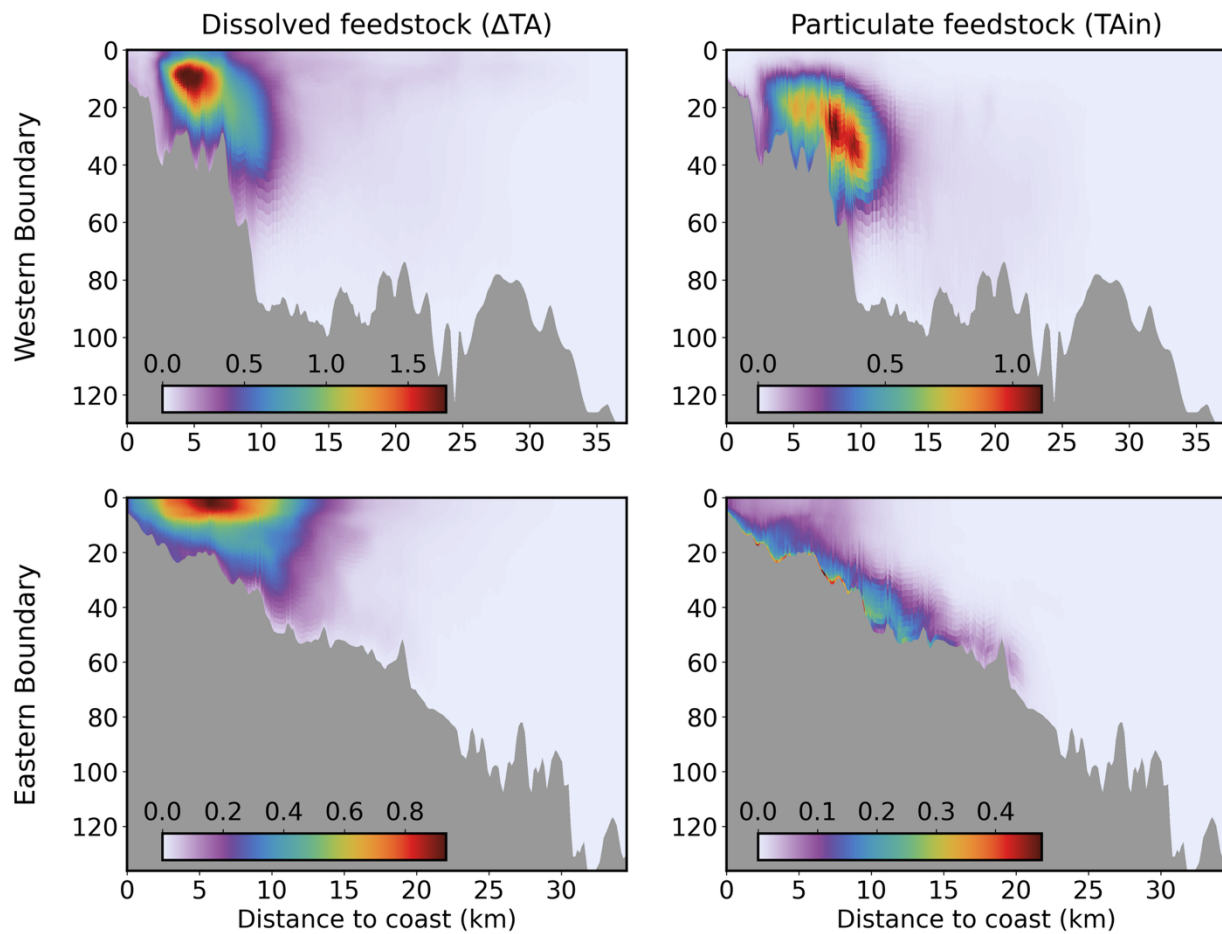 Dissolved feedstock (ΔTA)
Particulate feedstock (TAin)
Western Boundary
0
20
40
60
80
100
120
0.0 0.5 1.0 1.5
0 5 10 15 20 25 30 35
0
20
40
60
80
100
120
0.0 0.5 1.0
0 5 10 15 20 25 30 35
Eastern Boundary
0
20
40
60
80
100
120
0.0 0.2 0.4 0.6 0.8
0 5 10 15 20 25 30
Distance to coast (km)
0
20
40
60
80
100
120
0.0 0.1 0.2 0.3 0.4
0 5 10 15 20 25 30
Distance to coast (km)